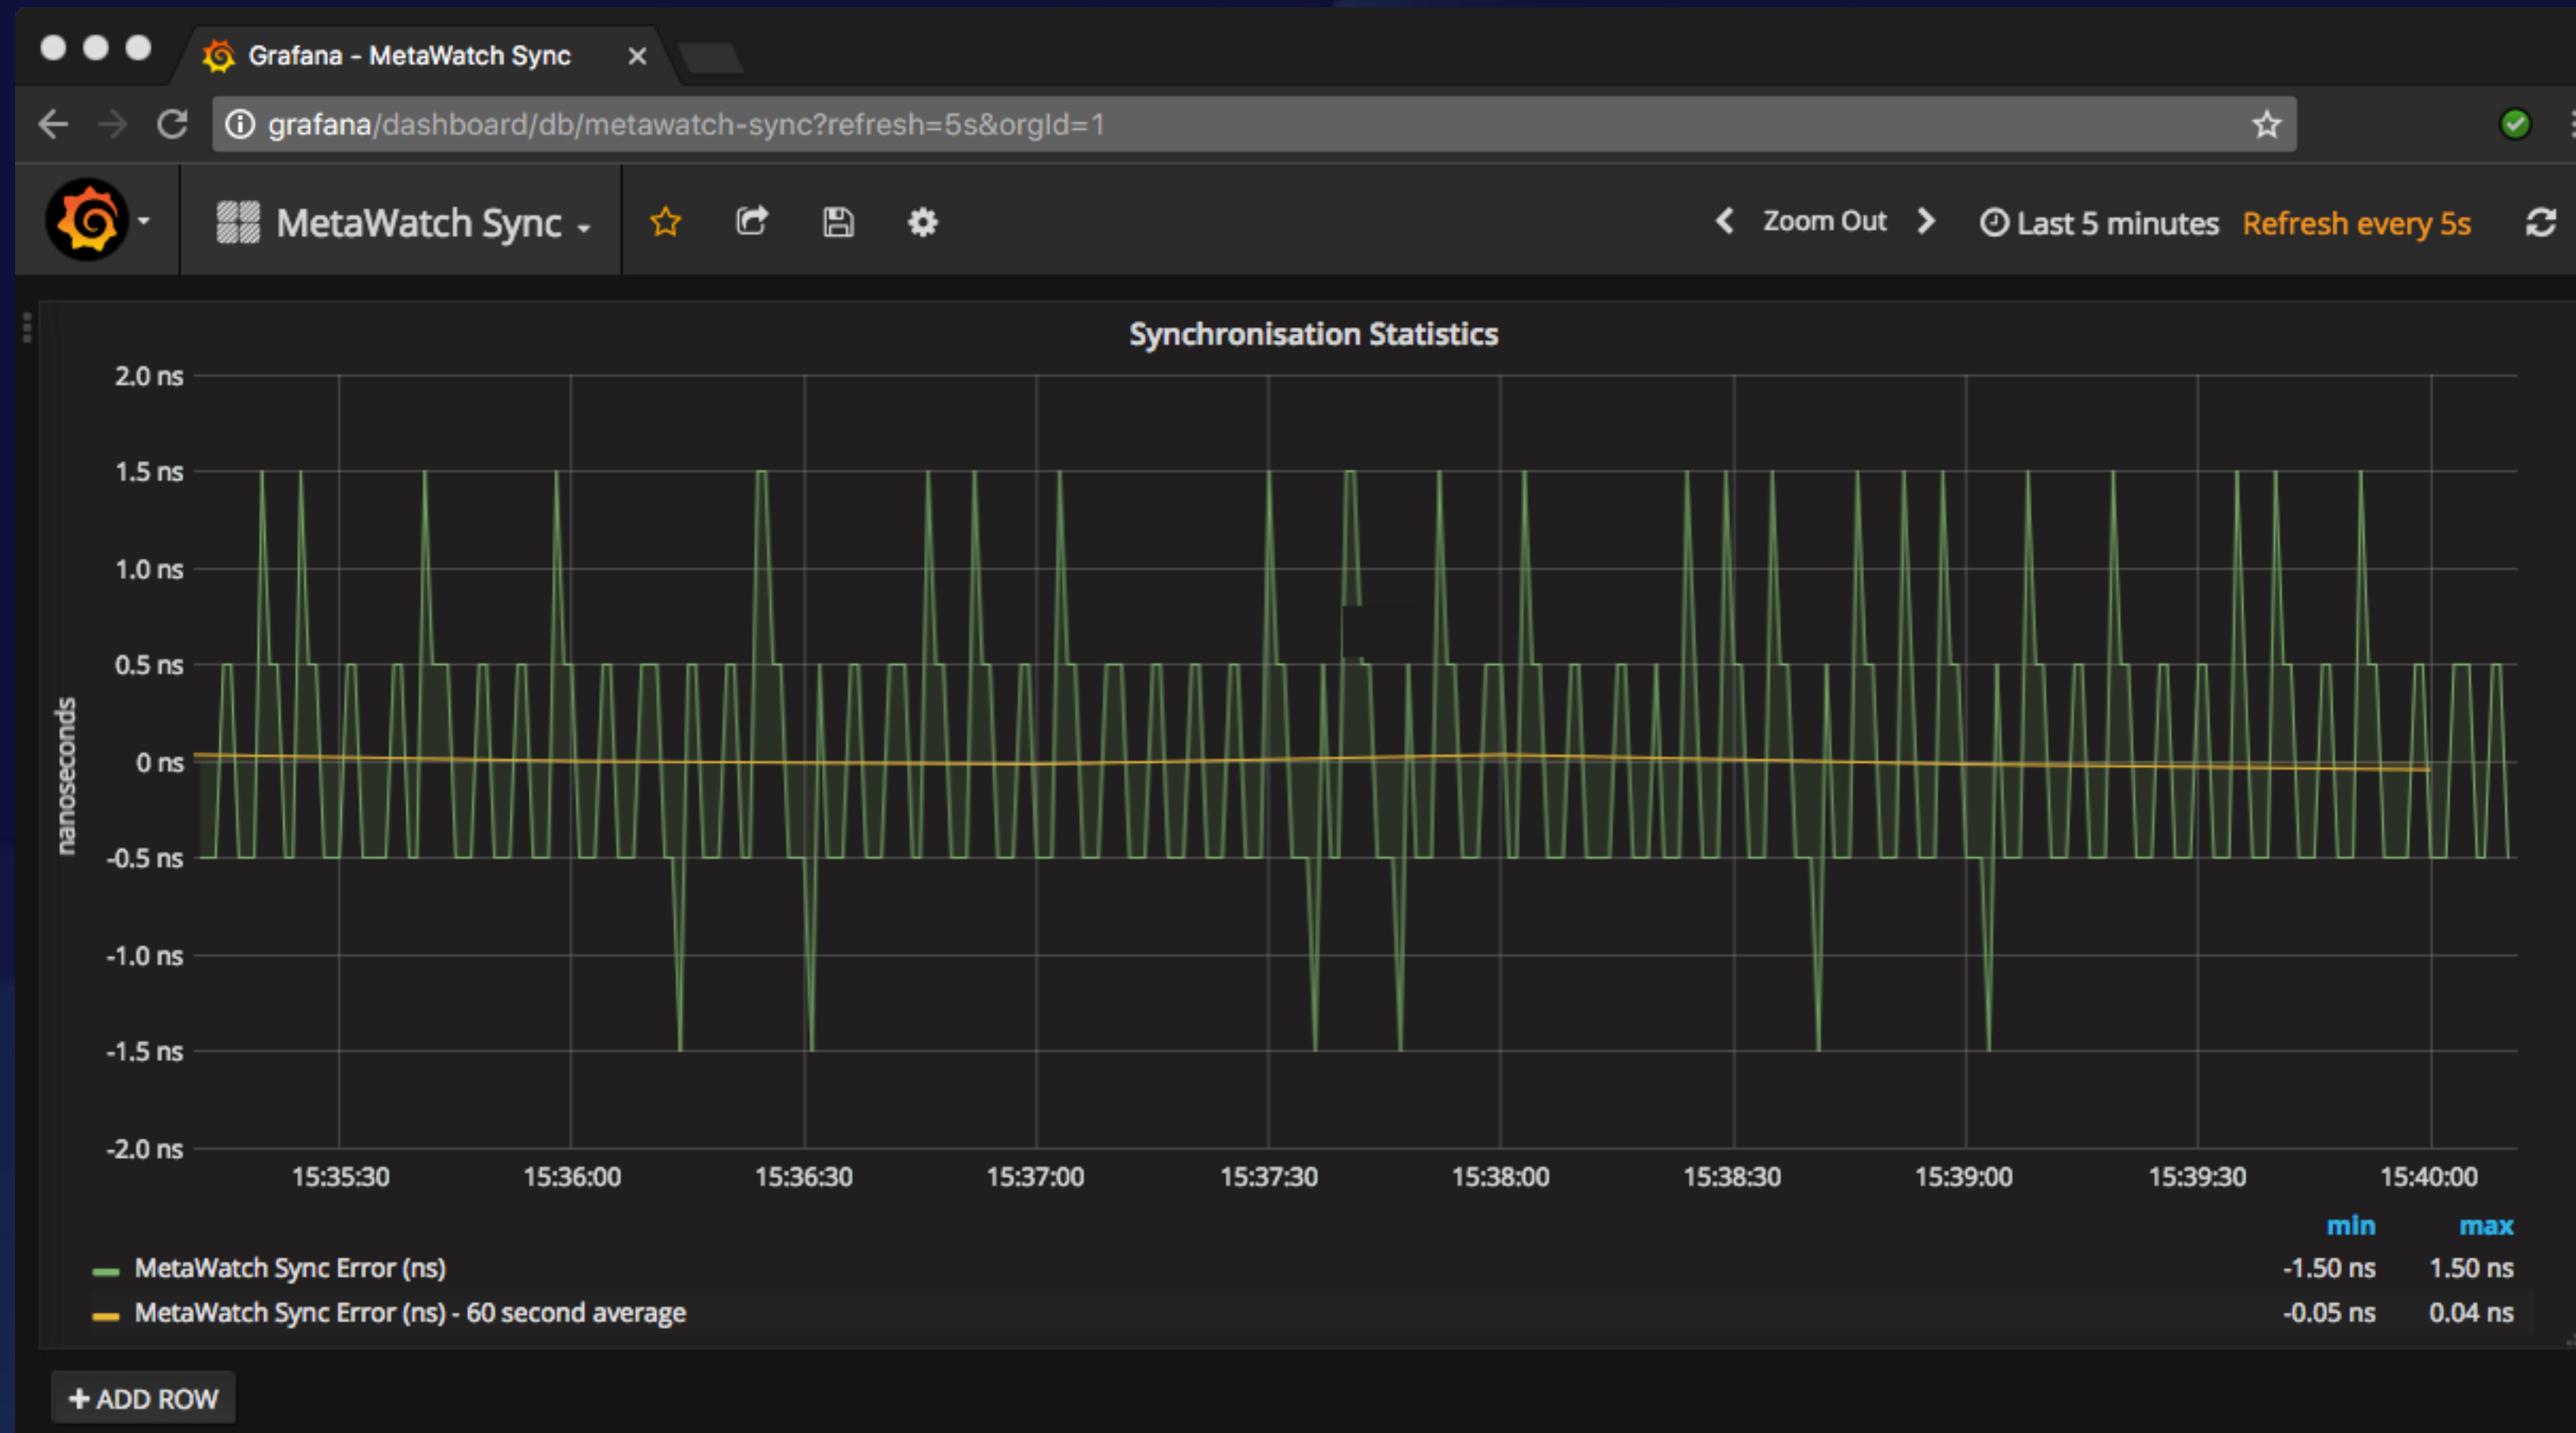 Grafana - MetaWatch Sync
grafana/dashboard/db/metawatch-sync?refresh=5s&orgId=1
MetaWatch Sync
Zoom Out Last 5 minutes Refresh every 5s
Synchronisation Statistics
nanoseconds
2.0 ns
1.5 ns
1.0 ns
0.5 ns
0 ns
-0.5 ns
-1.0 ns
-1.5 ns
-2.0 ns
15:35:30 15:36:00 15:36:30 15:37:00 15:37:30 15:38:00 15:38:30 15:39:00 15:39:30 15:40:00
min max
MetaWatch Sync Error (ns) -1.50 ns 1.50 ns
MetaWatch Sync Error (ns) - 60 second average -0.05 ns 0.04 ns
+ ADD ROW